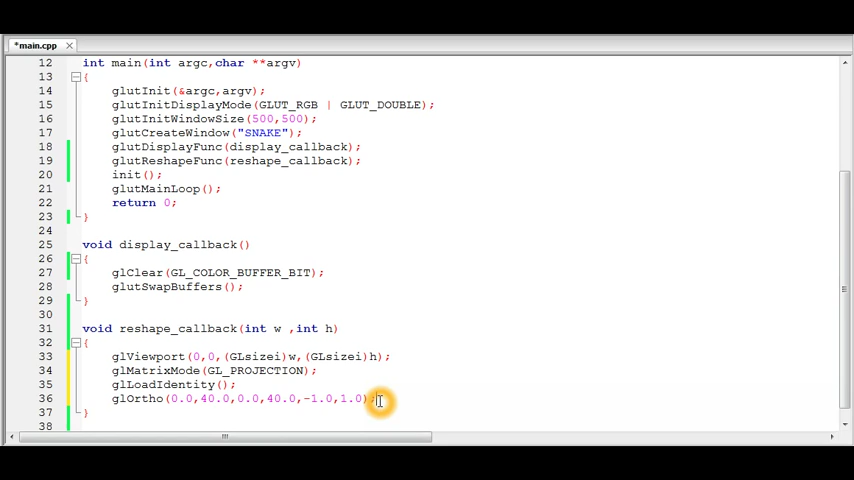 *main.cpp
12 int main(int argc,char **argv)
13 {
14 glutInit(&argc,argv);
15 glutInitDisplayMode(GLUT_RGB | GLUT_DOUBLE);
16 glutInitWindowSize(500,500);
17 glutCreateWindow("SNAKE");
18 glutDisplayFunc(display_callback);
19 glutReshapeFunc(reshape_callback);
20 init();
21 glutMainLoop();
22 return 0;
23 }
24
25 void display_callback()
26 {
27 glClear(GL_COLOR_BUFFER_BIT);
28 glutSwapBuffers();
29 }
30
31 void reshape_callback(int w ,int h)
32 {
33 glViewport(0,0,(GLsizei)w,(GLsizei)h);
34 glMatrixMode(GL_PROJECTION);
35 glLoadIdentity();
36 glOrtho(0.0,40.0,0.0,40.0,-1.0,1.0);
37 }
38